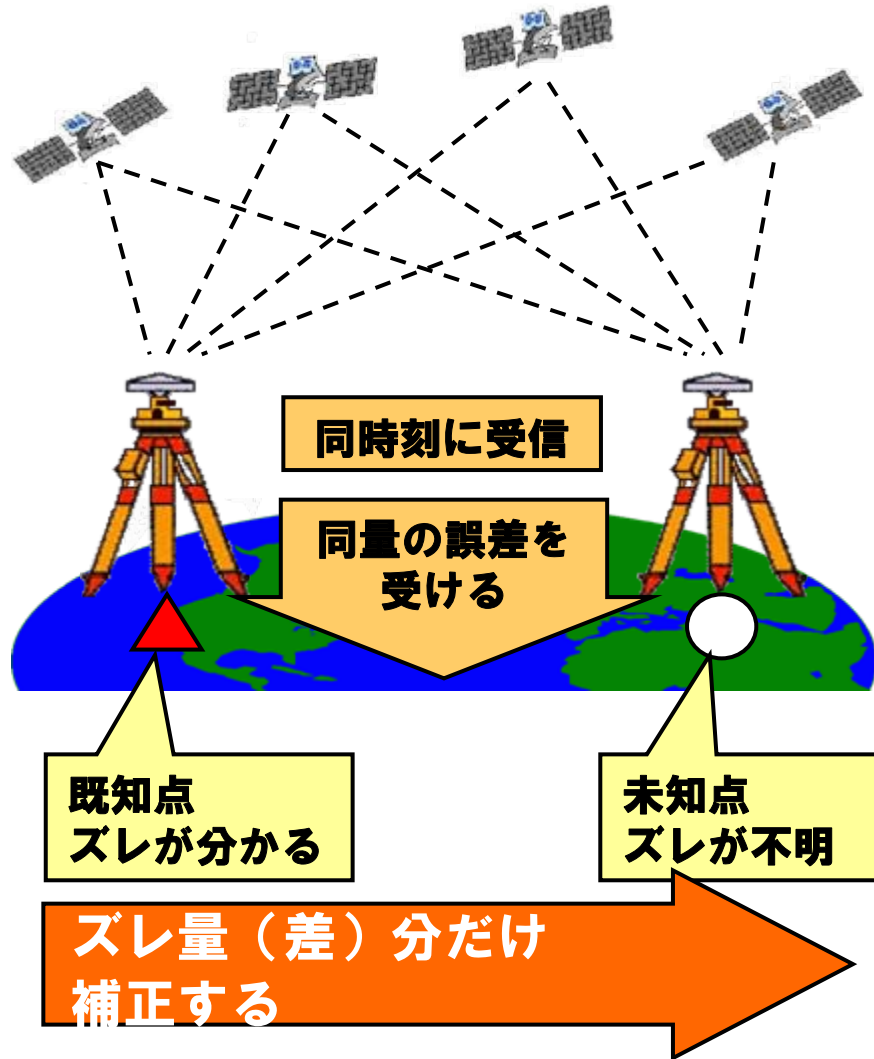 同時刻に受信
同量の誤差を
受ける
既知点
ズレが分かる
未知点
ズレが不明
ズレ量（差）分だけ
補正する